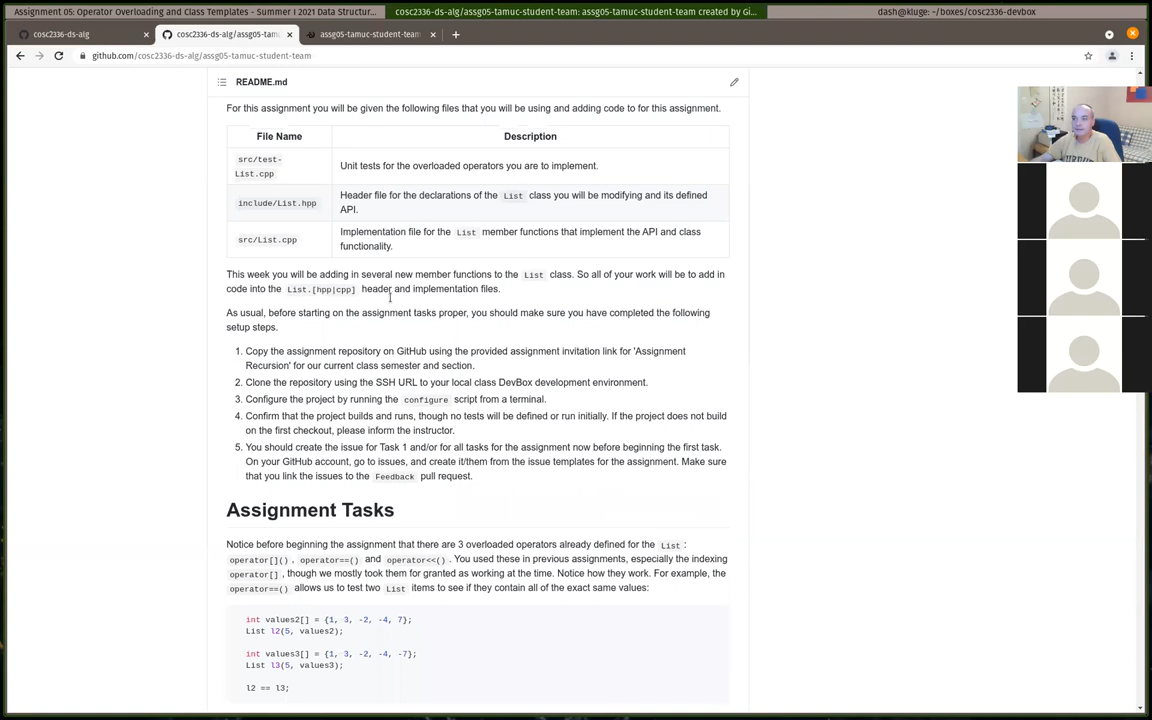 Assignment 05: Operator Overloading and Class Templates - Summer I 2021 Data Structur...
cosc2336-ds-alg/assg05-tamuc-student-team: assg05-tamuc-student-team created by Gi...
dash@kluge: ~/boxes/cosc2336-devbox
cosc2336-ds-alg
cosc2336-ds-alg/assg05-tamu
assg05-tamuc-student-team
github.com/cosc2336-ds-alg/assg05-tamuc-student-team
README.md
For this assignment you will be given the following files that you will be using and adding code to for this assignment.
File Name
Description
src/test-
List.cpp
Unit tests for the overloaded operators you are to implement.
include/List.hpp
Header file for the declarations of the List class you will be modifying and its defined
API.
src/List.cpp
Implementation file for the List member functions that implement the API and class
functionality.
This week you will be adding in several new member functions to the List class. So all of your work will be to add in
code into the List.[hpp|cpp] header and implementation files.
As usual, before starting on the assignment tasks proper, you should make sure you have completed the following
setup steps.
1. Copy the assignment repository on GitHub using the provided assignment invitation link for 'Assignment
Recursion' for our current class semester and section.
2. Clone the repository using the SSH URL to your local class DevBox development environment.
3. Configure the project by running the configure script from a terminal.
4. Confirm that the project builds and runs, though no tests will be defined or run initially. If the project does not build
on the first checkout, please inform the instructor.
5. You should create the issue for Task 1 and/or for all tasks for the assignment now before beginning the first task.
On your GitHub account, go to issues, and create it/them from the issue templates for the assignment. Make sure
that you link the issues to the Feedback pull request.
Assignment Tasks
Notice before beginning the assignment that there are 3 overloaded operators already defined for the List :
operator[]() , operator==() and operator<<() . You used these in previous assignments, especially the indexing
operator[] , though we mostly took them for granted as working at the time. Notice how they work. For example, the
operator==() allows us to test two List items to see if they contain all of the exact same values:
int values2[] = {1, 3, -2, -4, 7};
List l2(5, values2);
int values3[] = {1, 3, -2, -4, -7};
List l3(5, values3);
l2 == l3;